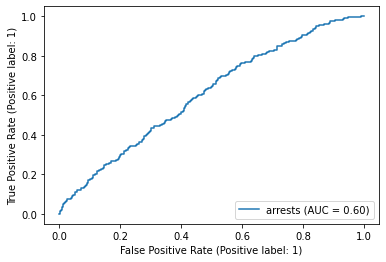 1.0
0.8
0.6
0.4
0.2
0.0
True Positive Rate (Positive label: 1)
arrests (AUC = 0.60)
0.0 0.2 0.4 0.6 0.8 1.0
False Positive Rate (Positive label: 1)